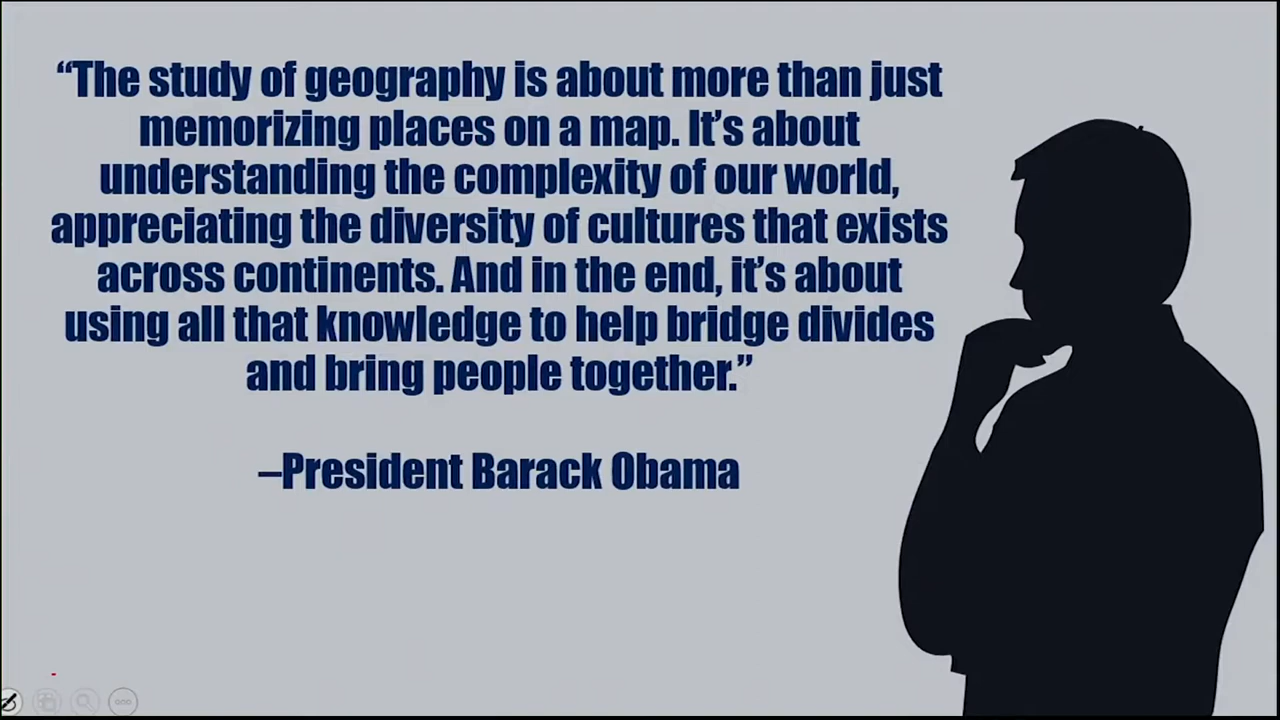 “The study of geography is about more than just
memorizing places on a map. It’s about
understanding the complexity of our world,
appreciating the diversity of cultures that exists
across continents. And in the end, it’s about
using all that knowledge to help bridge divides
and bring people together.”
–President Barack Obama